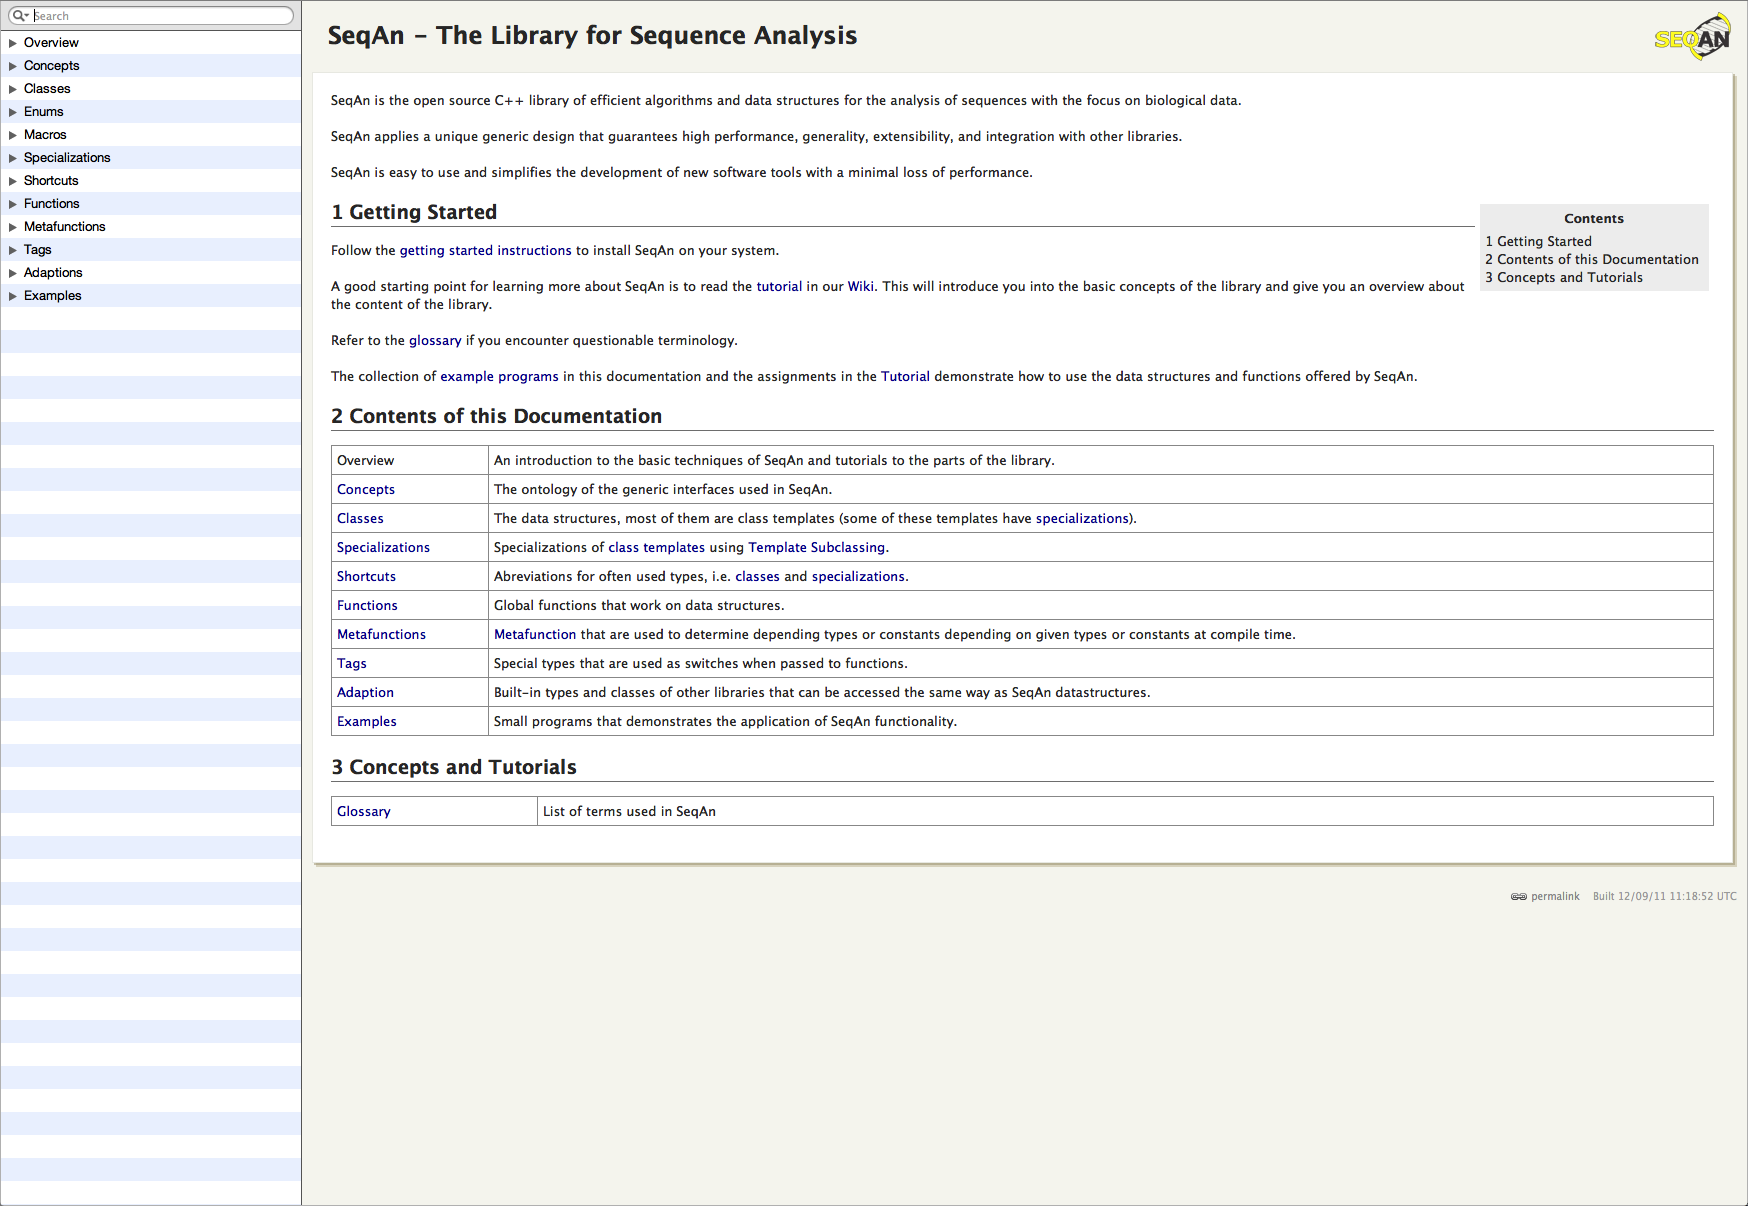 Search
Overview
Concepts
Classes
Enums
Macros
Specializations
Shortcuts
Functions
Metafunctions
Tags
Adaptions
Examples
SeqAn - The Library for Sequence Analysis
SEQAN
SeqAn is the open source C++ library of efficient algorithms and data structures for the analysis of sequences with the focus on biological data.
SeqAn applies a unique generic design that guarantees high performance, generality, extensibility, and integration with other libraries.
SeqAn is easy to use and simplifies the development of new software tools with a minimal loss of performance.
Contents
1 Getting Started
2 Contents of this Documentation
3 Concepts and Tutorials
1 Getting Started
Follow the getting started instructions to install SeqAn on your system.
A good starting point for learning more about SeqAn is to read the tutorial in our Wiki. This will introduce you into the basic concepts of the library and give you an overview about
the content of the library.
Refer to the glossary if you encounter questionable terminology.
The collection of example programs in this documentation and the assignments in the Tutorial demonstrate how to use the data structures and functions offered by SeqAn.
2 Contents of this Documentation
Overview An introduction to the basic techniques of SeqAn and tutorials to the parts of the library.
Concepts The ontology of the generic interfaces used in SeqAn.
Classes The data structures, most of them are class templates (some of these templates have specializations).
Specializations Specializations of class templates using Template Subclassing.
Shortcuts Abreviations for often used types, i.e. classes and specializations.
Functions Global functions that work on data structures.
Metafunctions Metafunction that are used to determine depending types or constants depending on given types or constants at compile time.
Tags Special types that are used as switches when passed to functions.
Adaption Built-in types and classes of other libraries that can be accessed the same way as SeqAn datastructures.
Examples Small programs that demonstrates the application of SeqAn functionality.
3 Concepts and Tutorials
Glossary List of terms used in SeqAn
permalink Built 12/09/11 11:18:52 UTC